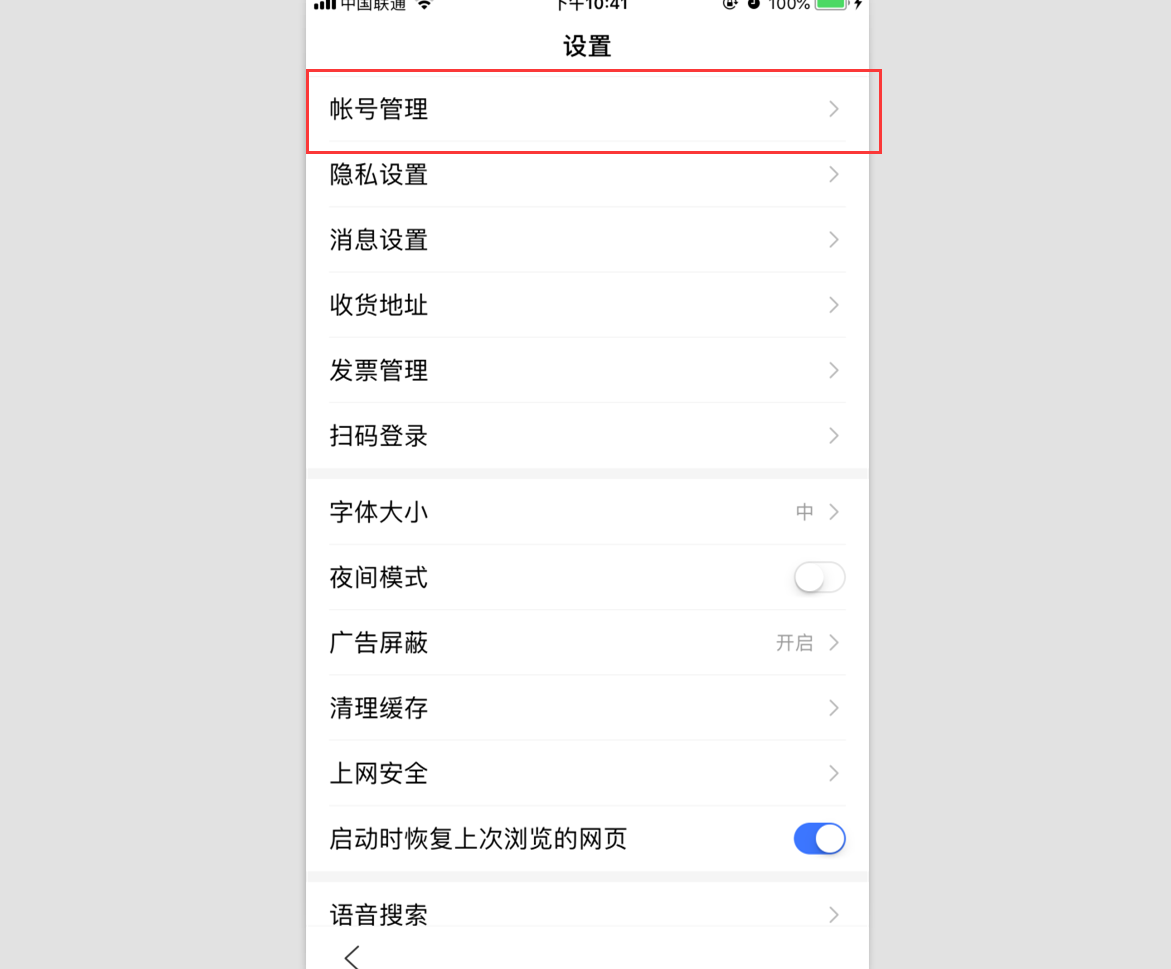 中国联通 下午10:41 100%
设置
帐号管理
隐私设置
消息设置
收货地址
发票管理
扫码登录
字体大小 中
夜间模式
广告屏蔽 开启
清理缓存
上网安全
启动时恢复上次浏览的网页
语音搜索